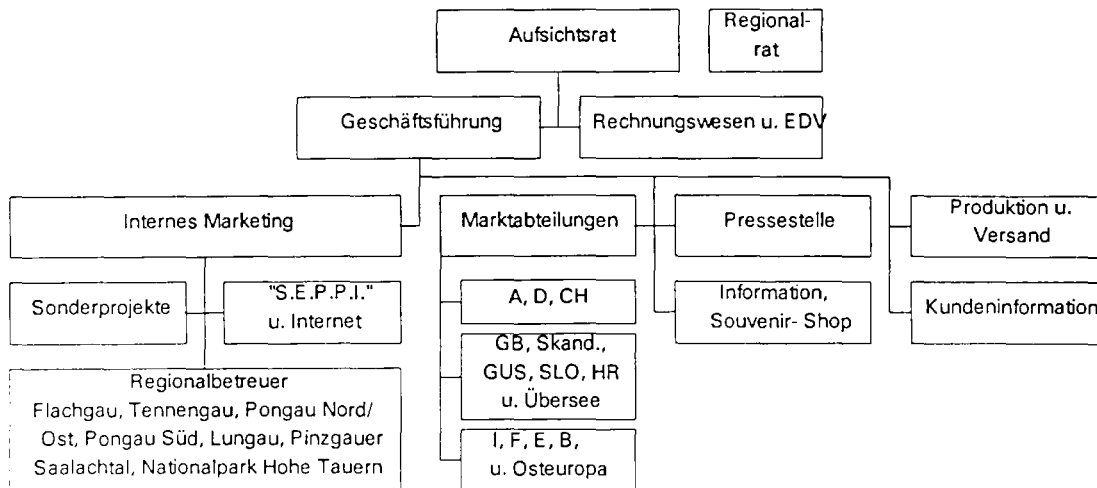 Aufsichtsrat
Regional-
rat
Geschäftsführung
Rechnungswesen u. EDV
Internes Marketing
Marktabteilungen
Pressestelle
Produktion u.
Versand
Sonderprojekte
"S.E.P.P.I."
u. Internet
A, D, CH
Information,
Souvenir- Shop
Kundeninformation
GB, Skand.,
GUS, SLO, HR
u. Übersee
Regionalbetreuer
Flachgau, Tennengau, Pongau Nord/
Ost, Pongau Süd, Lungau, Pinzgauer
Saalachtal, Nationalpark Hohe Tauern
I, F, E, B,
u. Osteuropa